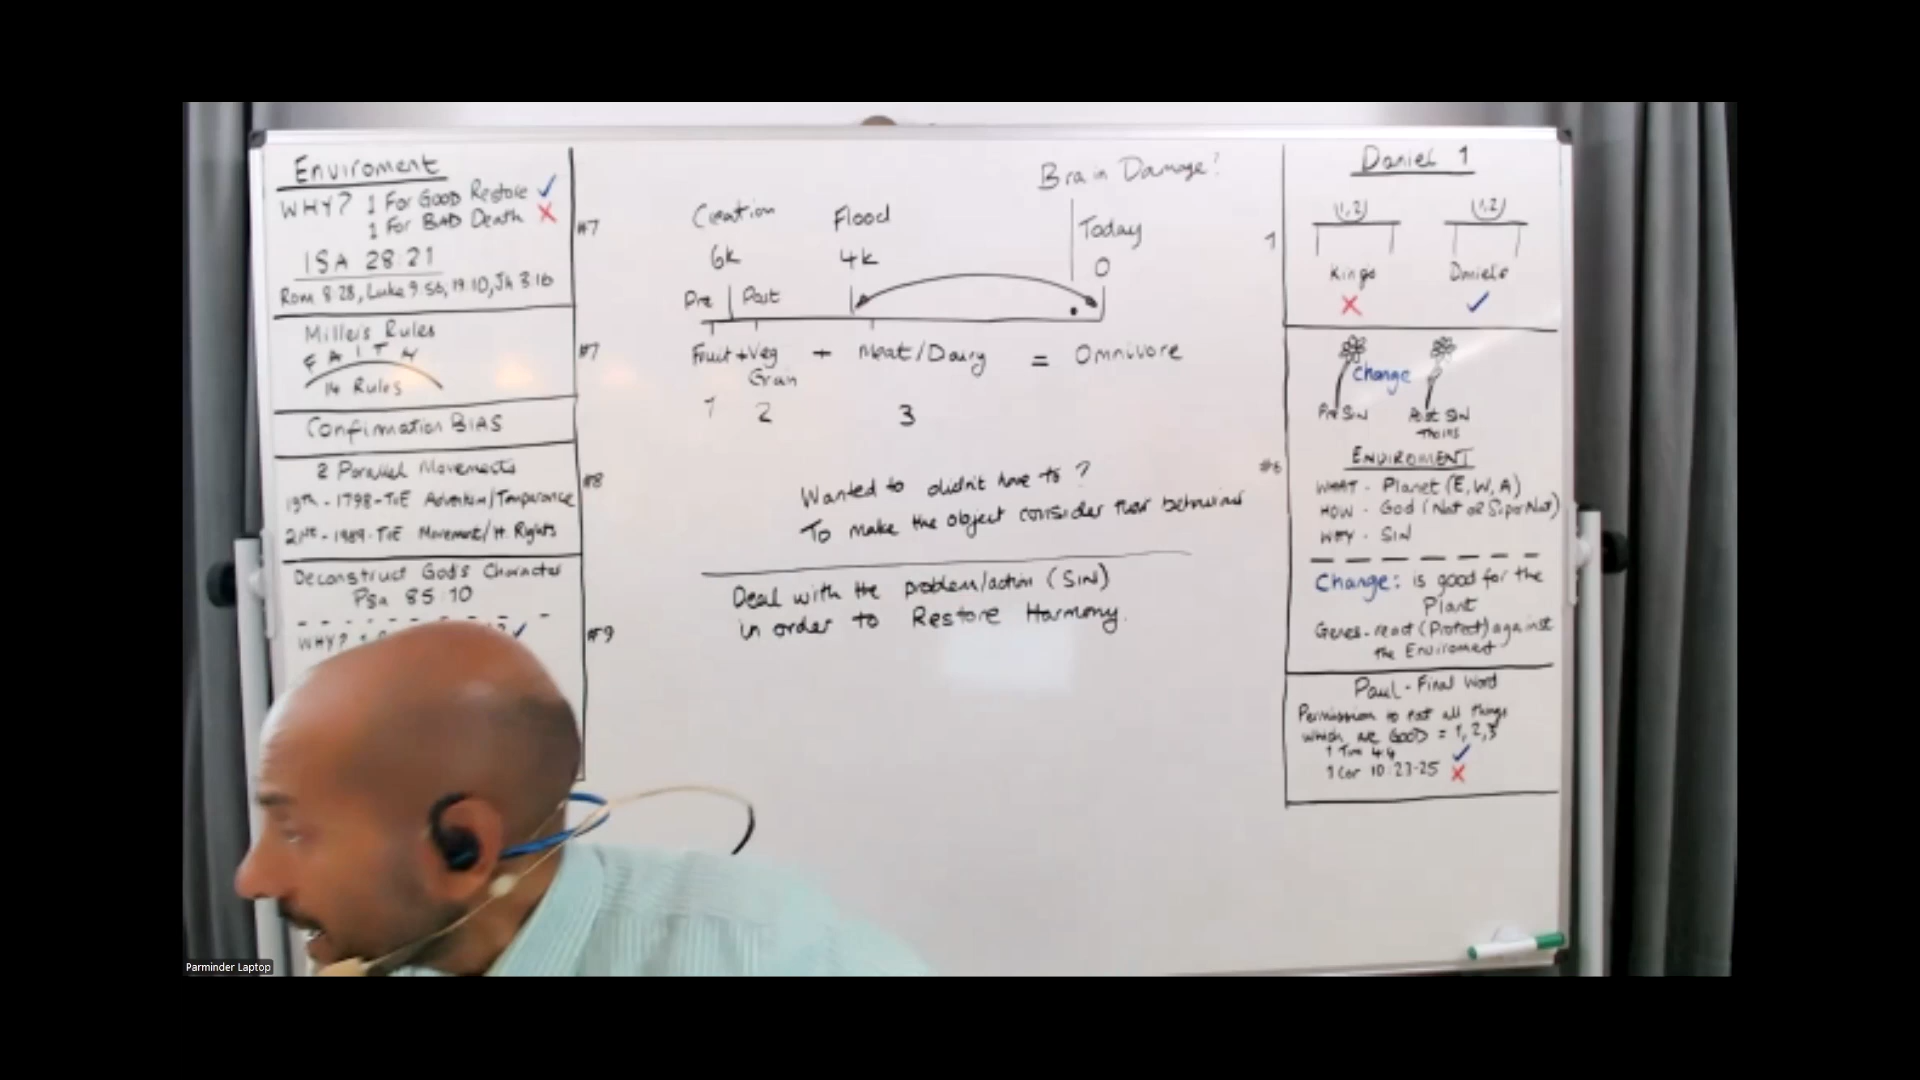 Enviroment
WHY? 1 For Good Restore ✓
1 For BAD Death ✗
#7
ISA 28:21
Rom 8:28, Luke 9 56, 19:10, Jn 3:16
Miller's Rules
#7
F A I T H
14 Rules
Confirmation BIAS
2 Parallel Movements
#8
19th - 1798 - ToE Adventism/Temperance
21st - 1989 - ToE Movement/H. Rights
Deconstruct God's Character
Psa 85:10
WHY? 1
#9
Brain Damage?
Creation
Flood
Today
6k
4k
0
Pre | Post
Fruit + Veg + Meat/Dairy = Omnivore
Grain
1 2 3
Wanted to didn't have to?
To make the object consider their behaviour
Deal with the problem/action (SIN)
in order to Restore Harmony.
Daniel 1
1
(1,2) (1,2)
King's Daniels
✗ ✓
Change
Pre SIN Post SIN
Thorns
#6
ENVIROMENT
WHAT - Planet (E, W, A)
HOW - God (Nat or SuperNat)
WHY - SIN
Change: is good for the
Plant
Genes - react (Protect) against
the Enviroment
Paul - Final Word
Permission to eat all things
which are GOOD = 1, 2, 3
1 Tim 4:4 ✓
1 Cor 10:23-25 ✗
Parminder Laptop